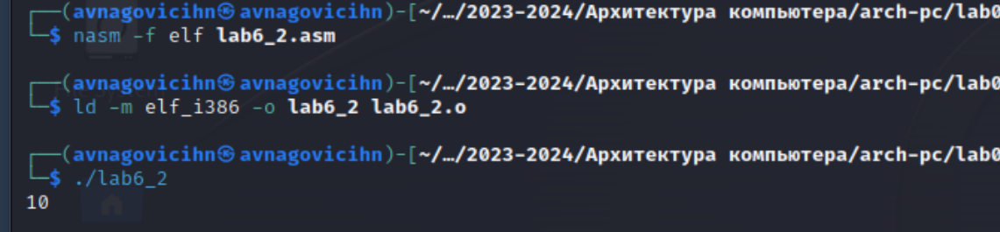 ┌──(avnagovicihn㉿avnagovicihn)-[~/…/2023-2024/Архитектура компьютера/arch-pc/lab0
└─$ nasm -f elf lab6_2.asm
┌──(avnagovicihn㉿avnagovicihn)-[~/…/2023-2024/Архитектура компьютера/arch-pc/lab0
└─$ ld -m elf_i386 -o lab6_2 lab6_2.o
┌──(avnagovicihn㉿avnagovicihn)-[~/…/2023-2024/Архитектура компьютера/arch-pc/lab0
└─$ ./lab6_2
10